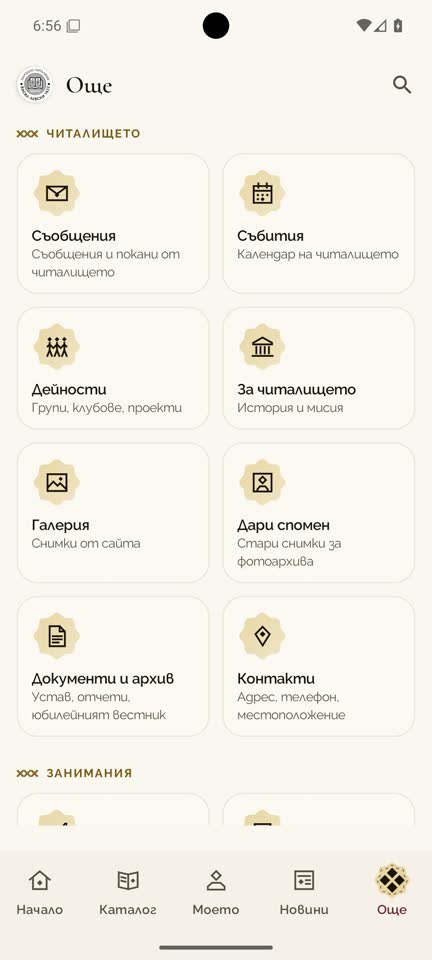 6:56
Още
ЧИТАЛИЩЕТО
Съобщения
Съобщения и покани от
читалището
Събития
Календар на читалището
Дейности
Групи, клубове, проекти
За читалището
История и мисия
Галерия
Снимки от сайта
Дари спомен
Стари снимки за
фотоархива
Документи и архив
Устав, отчети,
юбилейният вестник
Контакти
Адрес, телефон,
местоположение
ЗАНИМАНИЯ
Начало
Каталог
Моето
Новини
Още